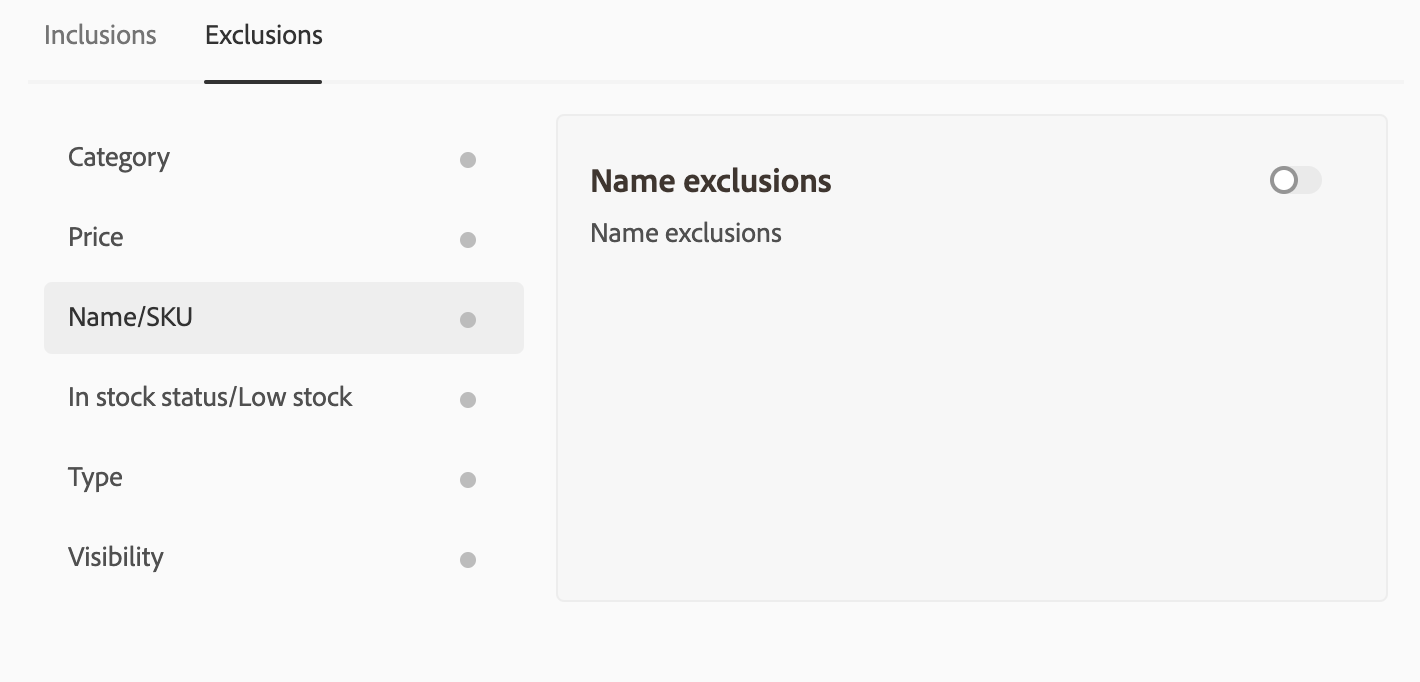 Inclusions Exclusions
Category
Price
Name/SKU
In stock status/Low stock
Type
Visibility
Name exclusions
Name exclusions